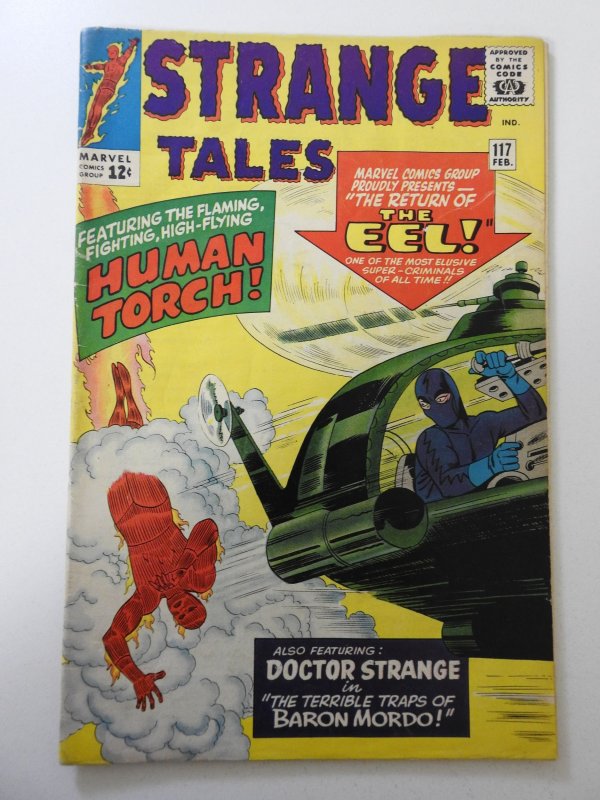 STRANGE
TALES
APPROVED
BY THE
COMICS
CODE
CA
AUTHORITY
IND.
117
FEB.
MARVEL
COMICS
GROUP 12¢
MARVEL COMICS GROUP
PROUDLY PRESENTS—
"THE RETURN OF
THE
EEL!"
ONE OF THE MOST ELUSIVE
SUPER-CRIMINALS
OF ALL TIME!!
FEATURING THE FLAMING,
FIGHTING, HIGH-FLYING
HUMAN
TORCH!
ALSO FEATURING:
DOCTOR STRANGE
in
"THE TERRIBLE TRAPS OF
BARON MORDO!"